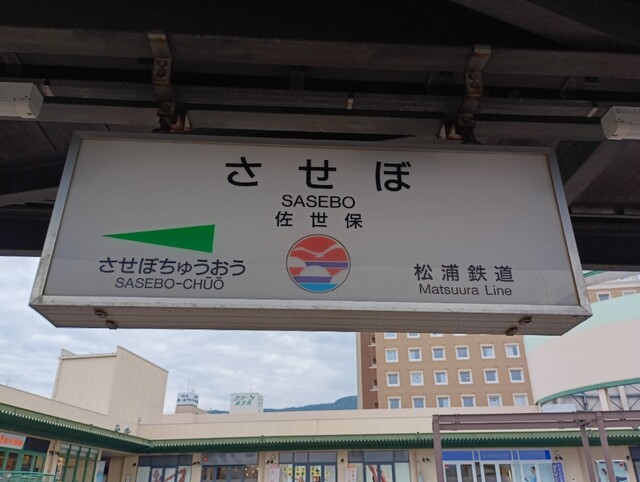 させぼ
SASEBO
佐世保
させぼちゅうおう
SASEBO-CHŪŌ
松浦鉄道
Matsuura Line